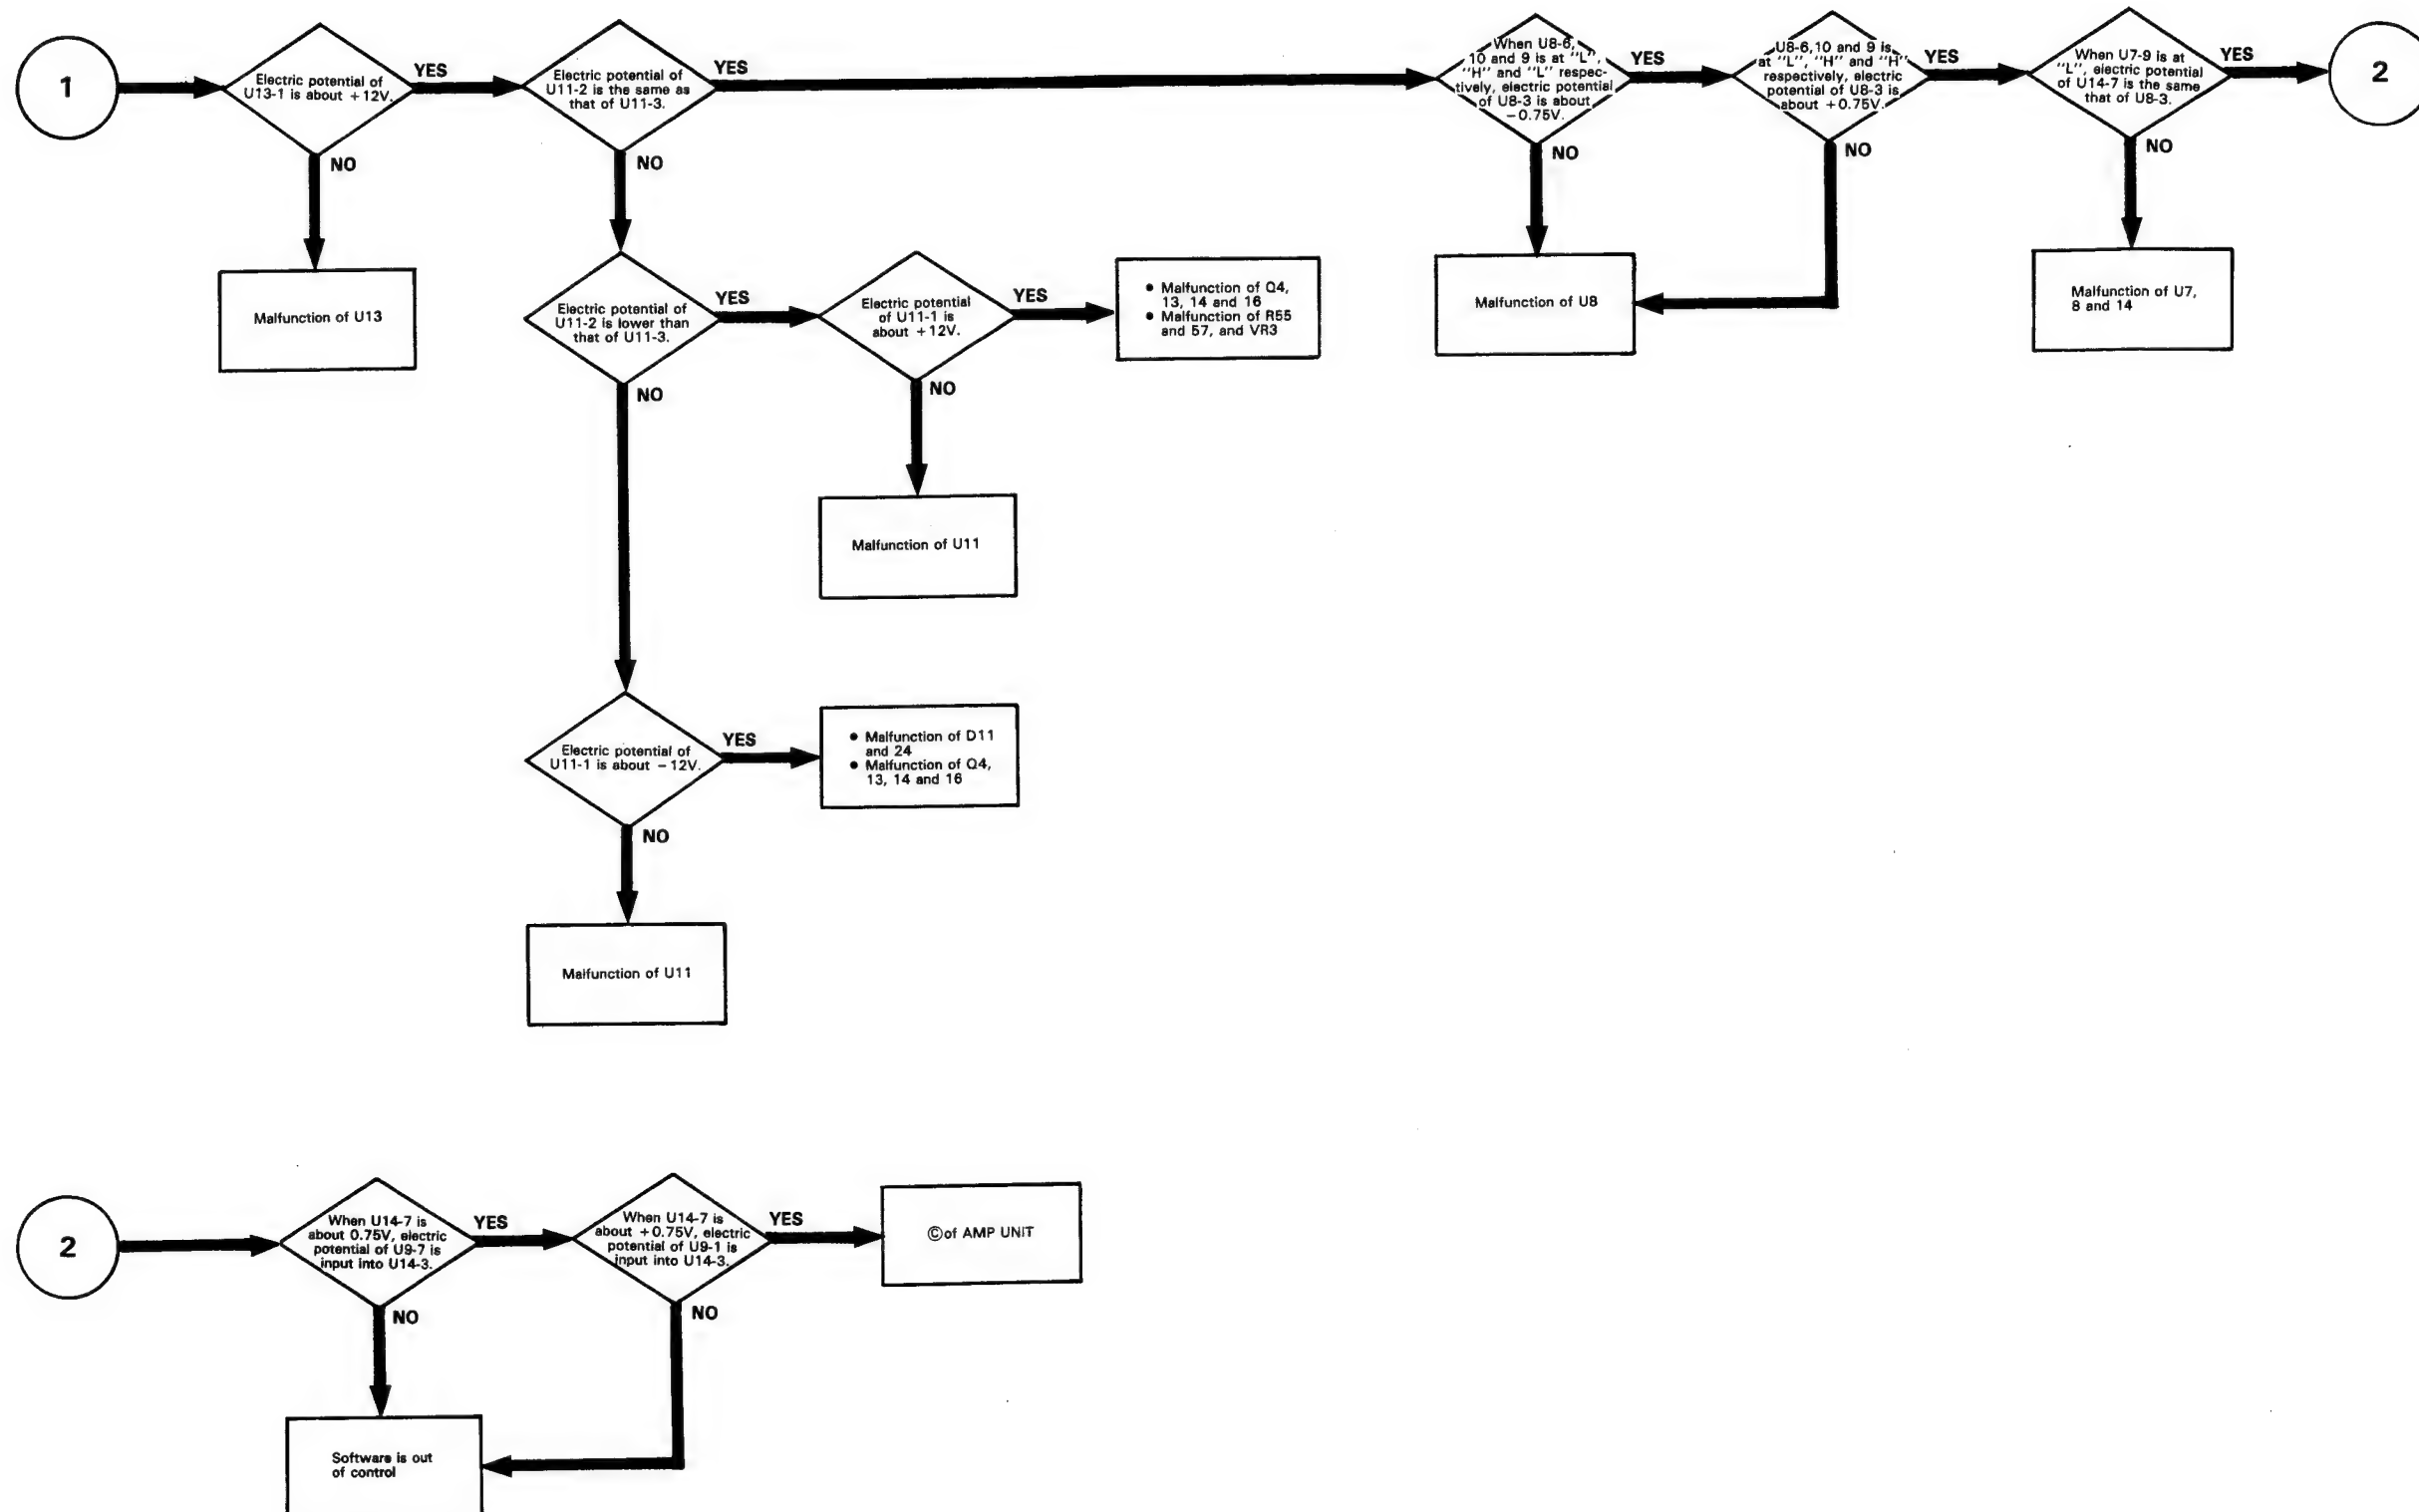 1
Electric potential of
U13-1 is about +12V.
YES
NO
Malfunction of U13
Electric potential of
U11-2 is the same as
that of U11-3.
YES
NO
Electric potential of
U11-2 is lower than
that of U11-3.
YES
NO
Electric potential
of U11-1 is
about +12V.
YES
NO
• Malfunction of Q4,
13, 14 and 16
• Malfunction of R55
and 57, and VR3
Malfunction of U11
Electric potential of
U11-1 is about −12V.
YES
NO
• Malfunction of D11
and 24
• Malfunction of Q4,
13, 14 and 16
Malfunction of U11
When U8-6,
10 and 9 is at "L",
"H" and "L" respec-
tively, electric potential
of U8-3 is about
−0.75V.
YES
NO
Malfunction of U8
U8-6,10 and 9 is
at "L", "H" and "H"
respectively, electric
potential of U8-3 is
about +0.75V.
YES
NO
When U7-9 is at
"L", electric potential
of U14-7 is the same
that of U8-3.
YES
NO
Malfunction of U7,
8 and 14
2
2
When U14-7 is
about 0.75V, electric
potential of U9-7 is
input into U14-3.
YES
NO
When U14-7 is
about +0.75V, electric
potential of U9-1 is
input into U14-3.
YES
NO
Ⓒof AMP UNIT
Software is out
of control